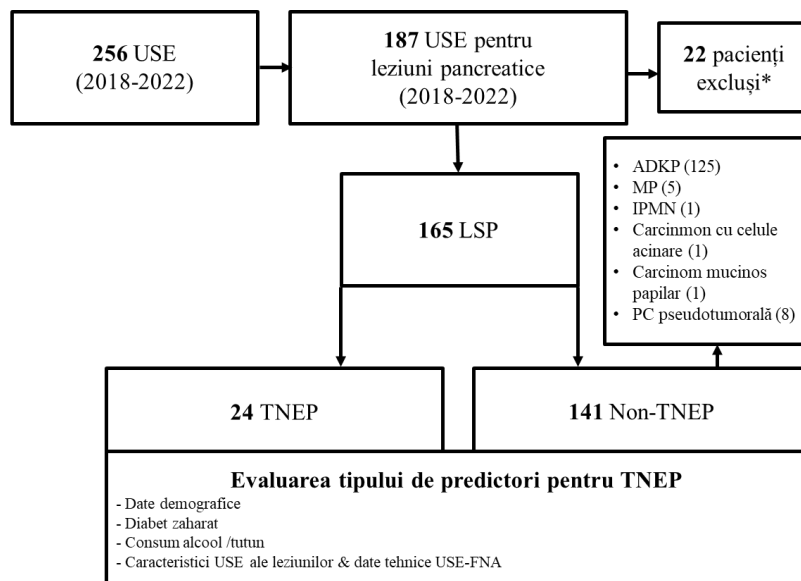 256 USE
(2018-2022)
187 USE pentru
leziuni pancreatice
(2018-2022)
22 pacienți
excluși*
165 LSP
• ADKP (125)
• MP (5)
• IPMN (1)
• Carcinmon cu celule
acinare (1)
• Carcinom mucinos
papilar (1)
• PC pseudotumorală (8)
24 TNEP
141 Non-TNEP
Evaluarea tipului de predictori pentru TNEP
- Date demografice
- Diabet zaharat
- Consum alcool /tutun
- Caracteristici USE ale leziunilor & date tehnice USE-FNA